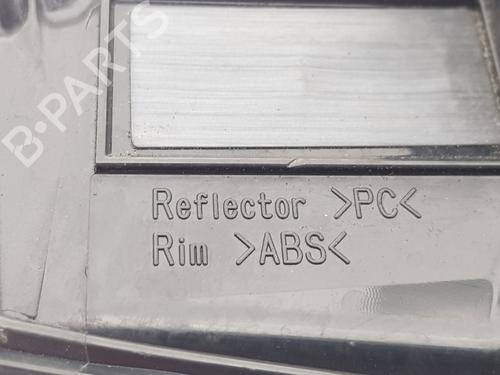 B-PARTS
Reflector >PC<
Rim >ABS<